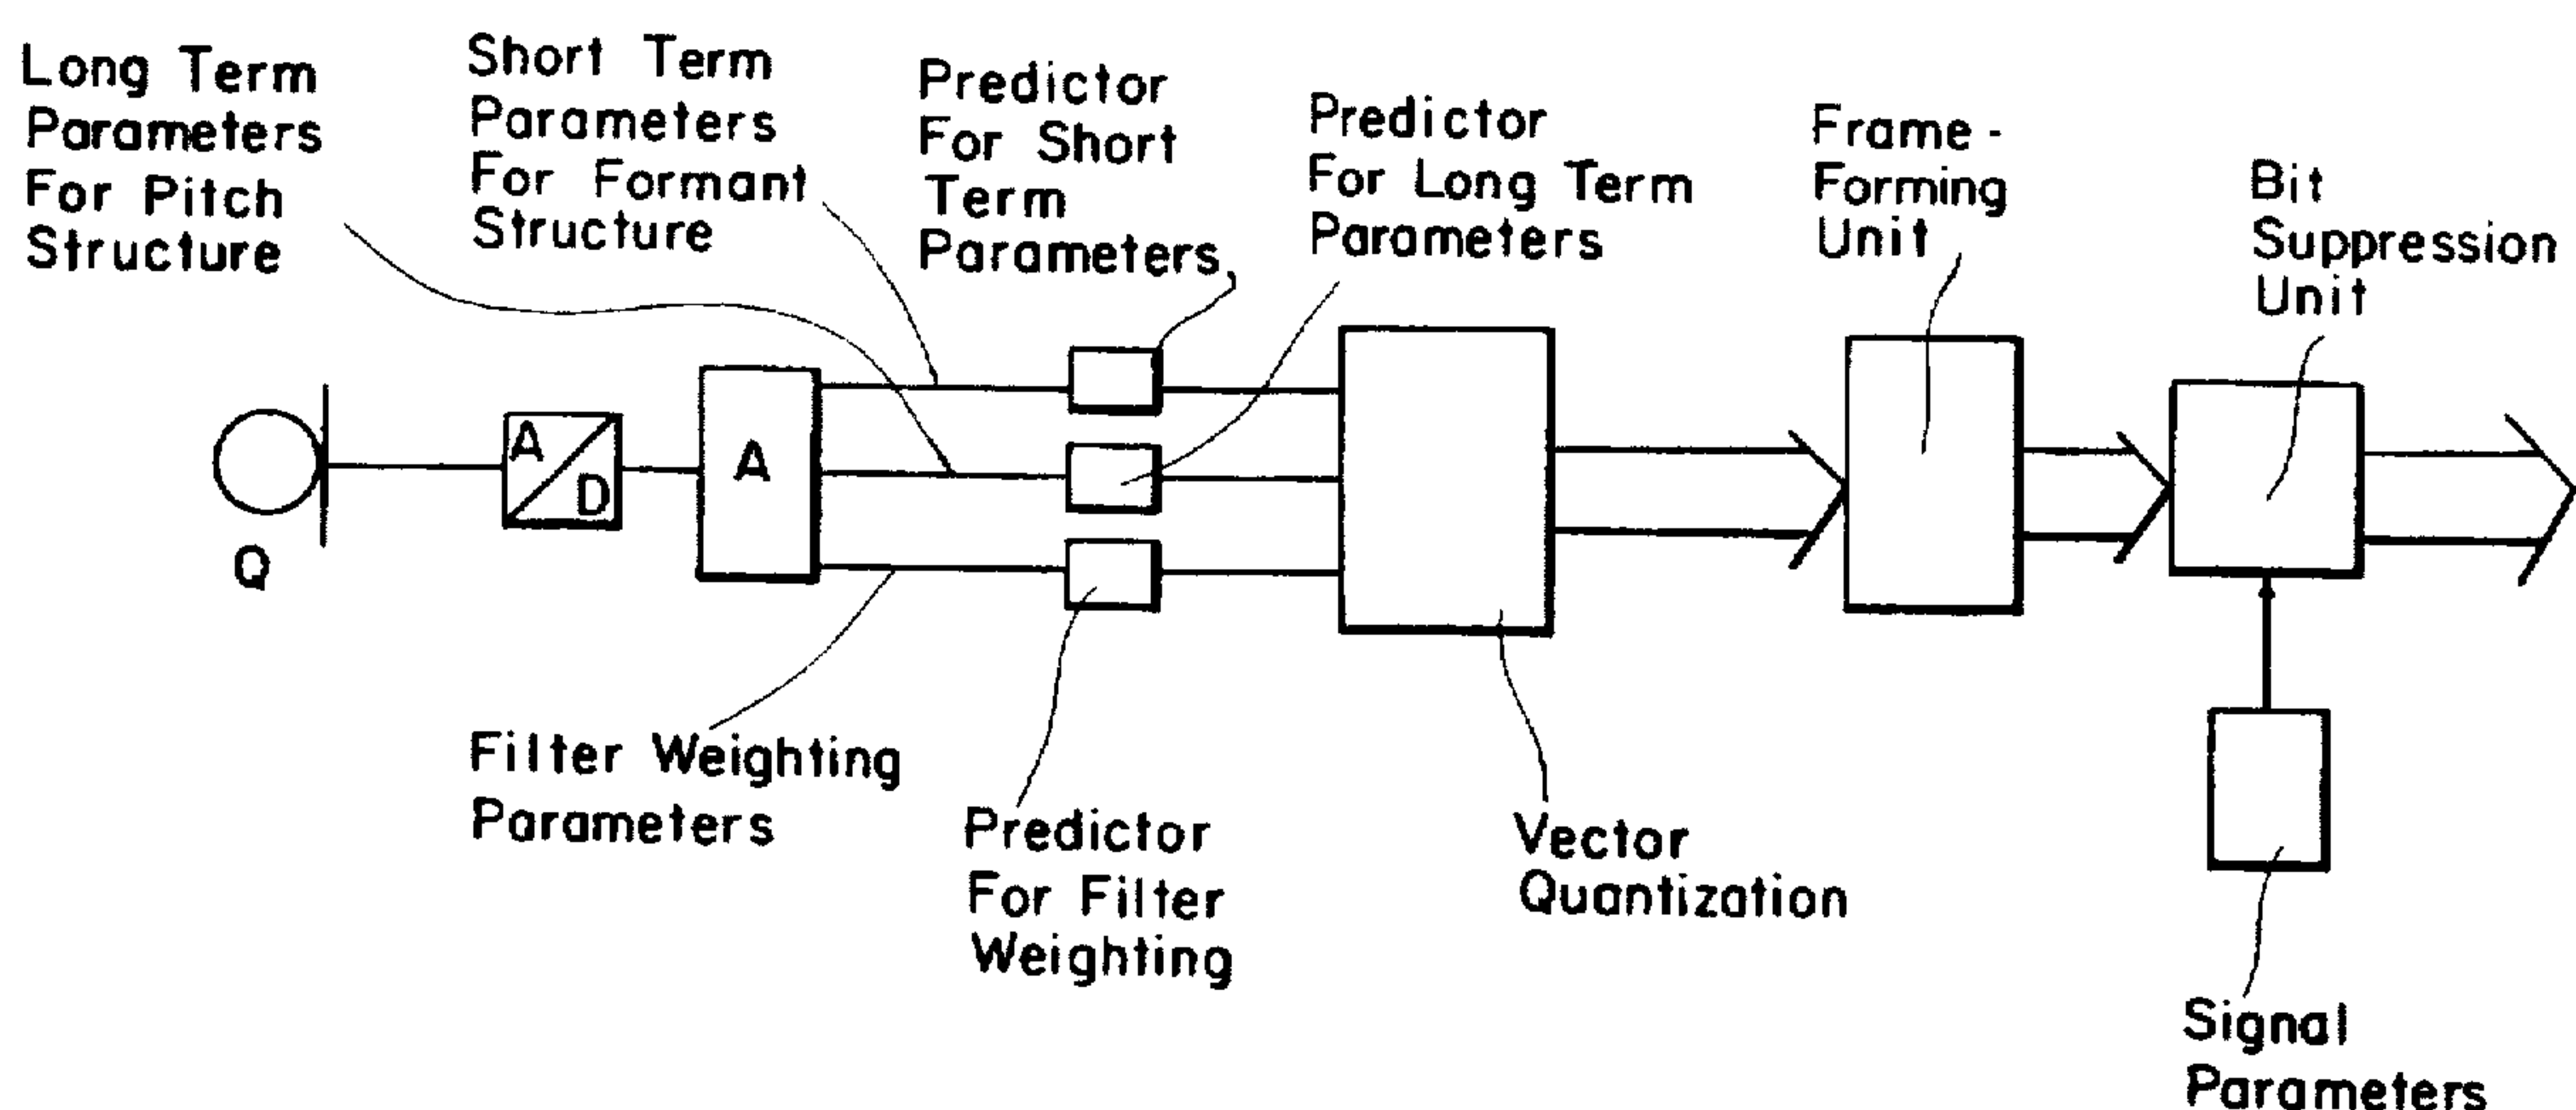 Long Term
Parameters
For Pitch
Structure
Short Term
Parameters
For Formant
Structure
Predictor
For Short
Term
Parameters
Predictor
For Long Term
Parameters
Frame-
Forming
Unit
Bit
Suppression
Unit
Q
A
D
A
Filter Weighting
Parameters
Predictor
For Filter
Weighting
Vector
Quantization
Signal
Parameters